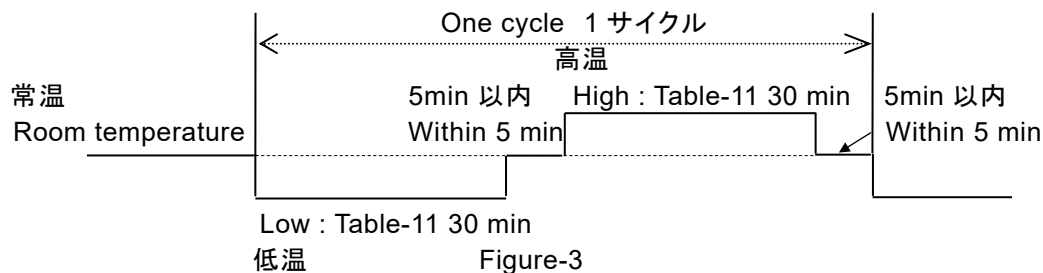 One cycle 1 サイクル
高温
常温
5min 以内
High : Table-11 30 min
5min 以内
Room temperature
Within 5 min
Within 5 min
Low : Table-11 30 min
低温
Figure-3